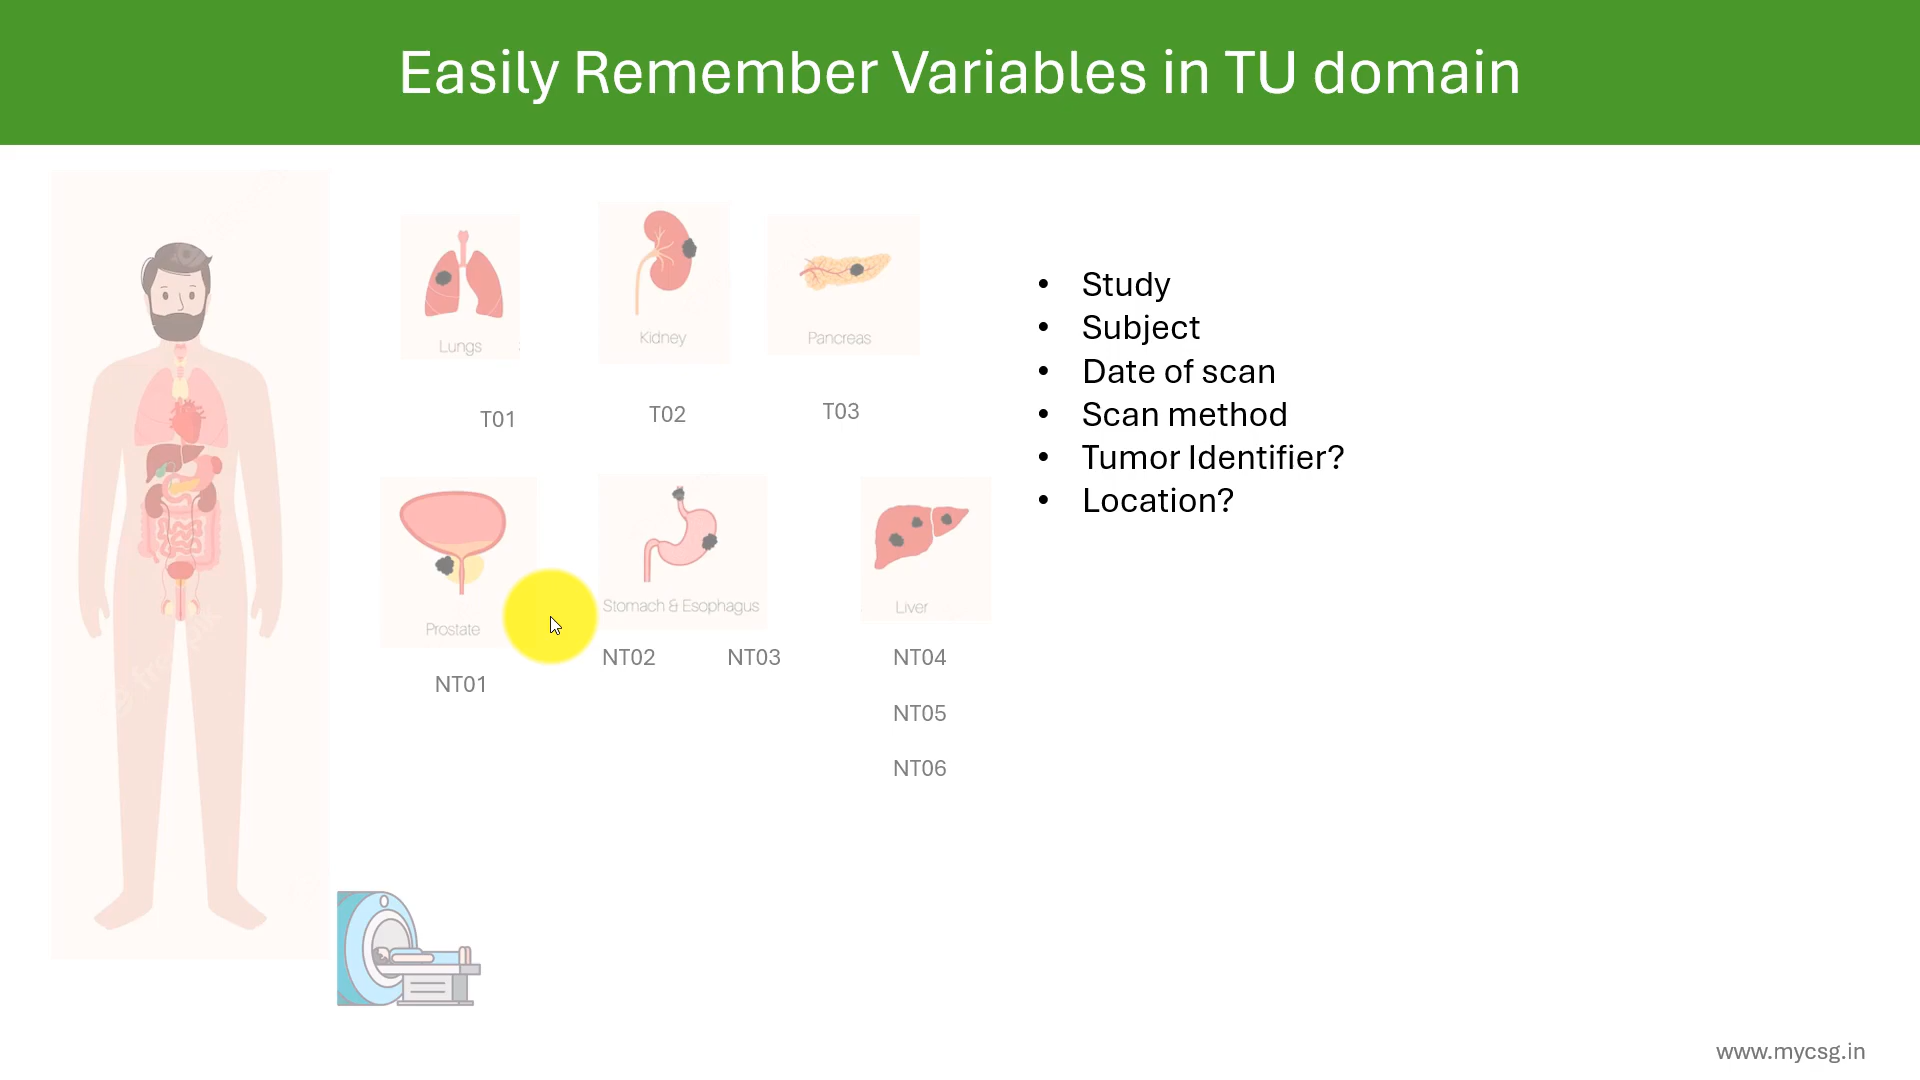 Easily Remember Variables in TU domain
Lungs
Kidney
Pancreas
T01
T02
T03
• Study
• Subject
• Date of scan
• Scan method
• Tumor Identifier?
• Location?
Prostate
Stomach & Esophagus
Liver
NT01
NT02
NT03
NT04
NT05
NT06
www.mycsg.in